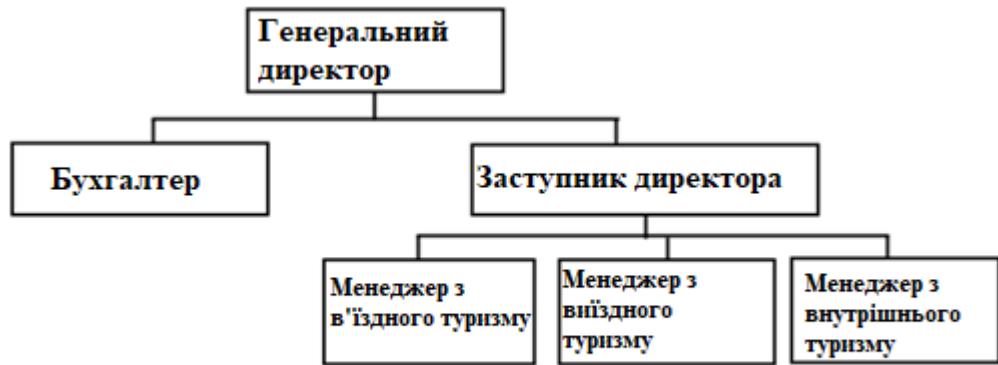 Генеральний
директор
Бухгалтер
Заступник директора
Менеджер з
в'їздного туризму
Менеджер з
виїздного
туризму
Менеджер з
внутрішнього
туризму